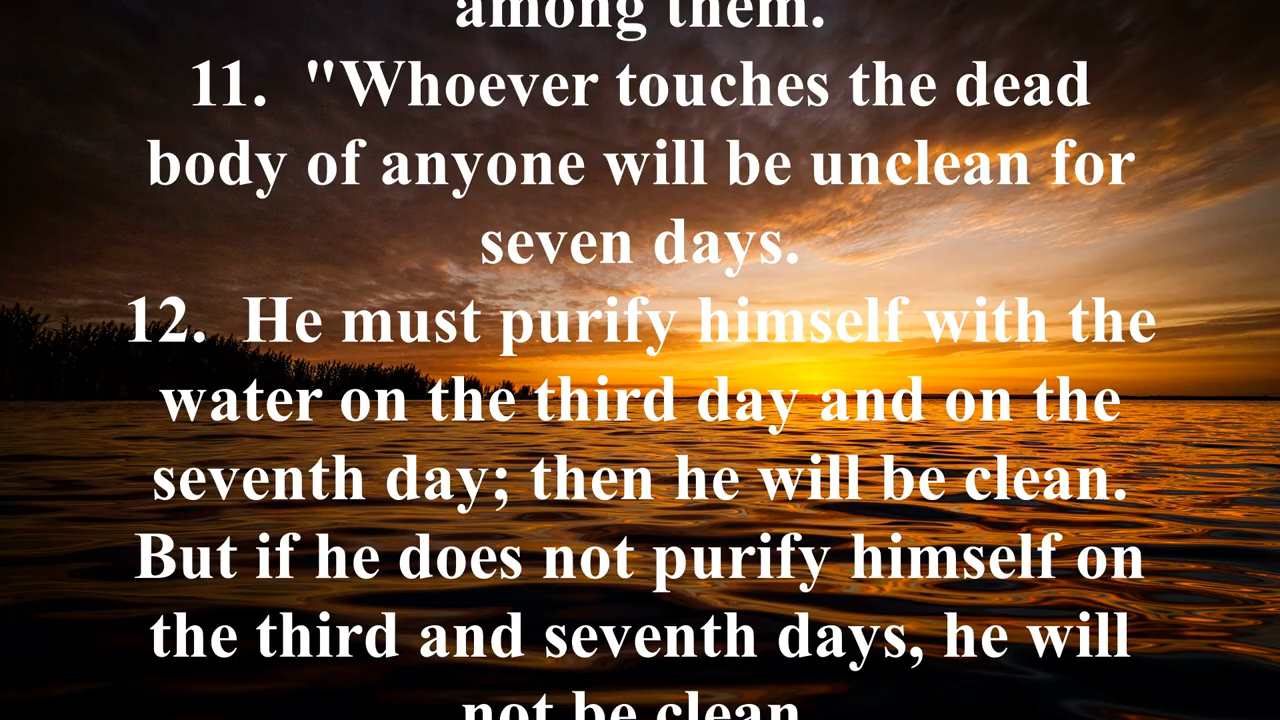 among them.
11.  "Whoever touches the dead
body of anyone will be unclean for
seven days.
12.  He must purify himself with the
water on the third day and on the
seventh day; then he will be clean.
But if he does not purify himself on
the third and seventh days, he will
not be clean.